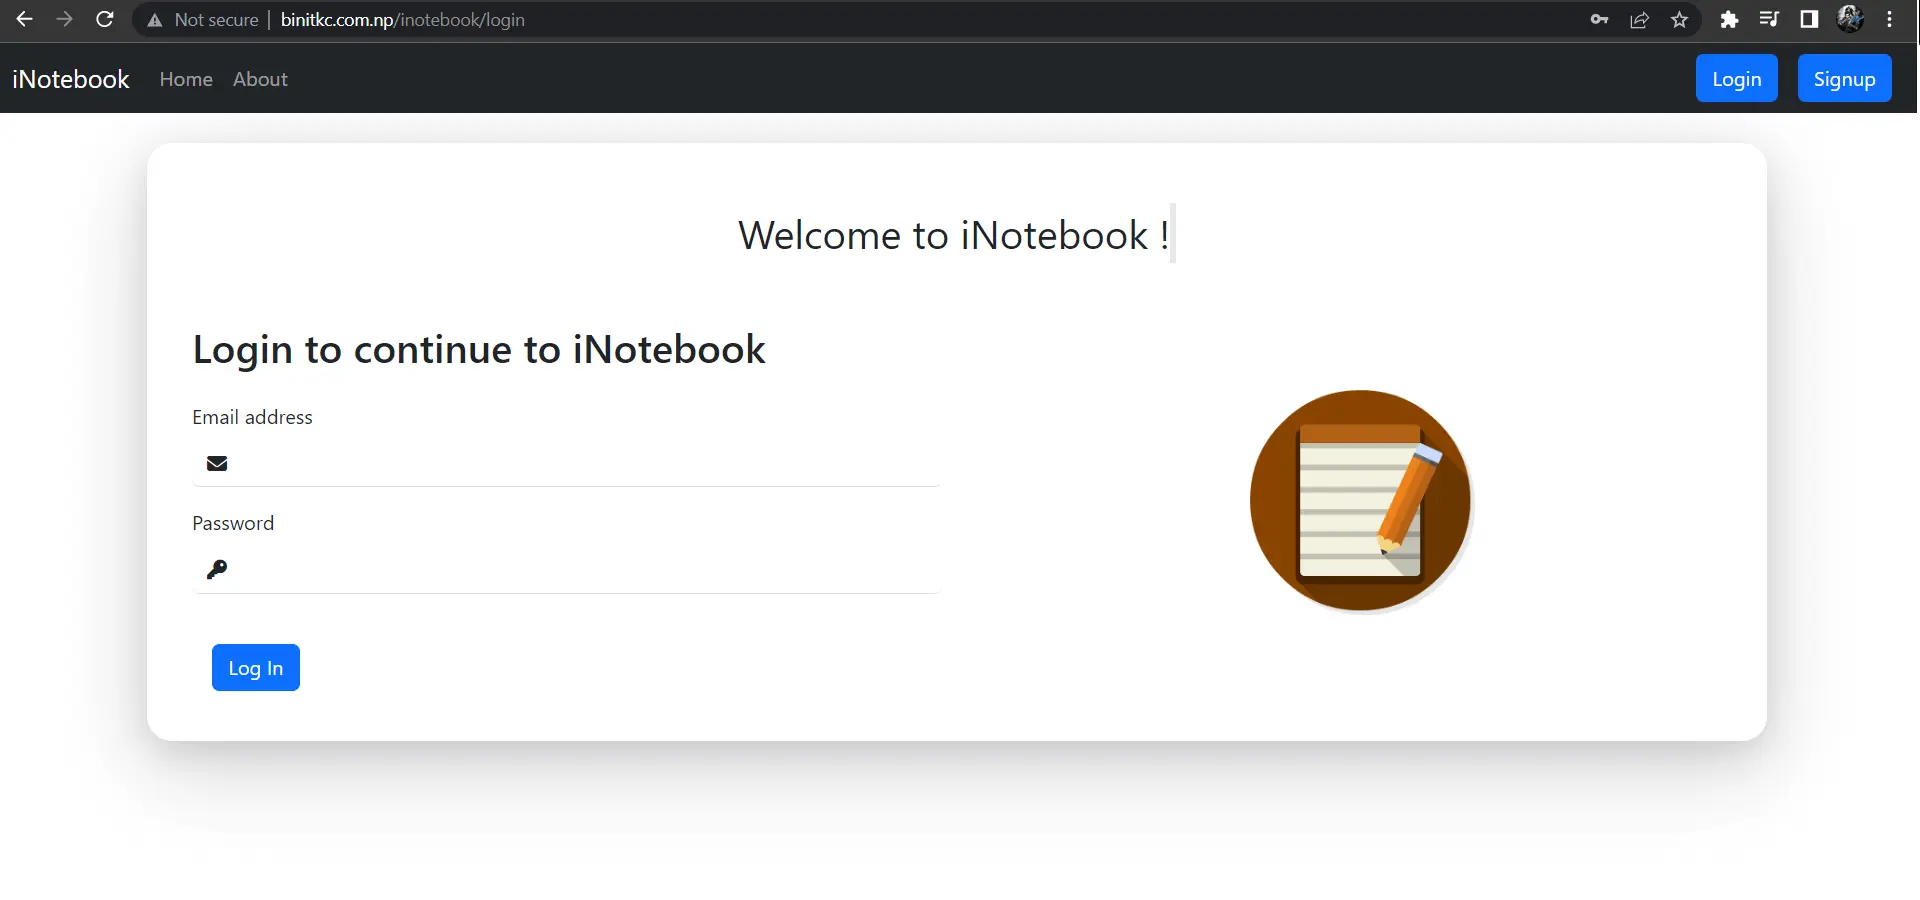 Not secure | binitkc.com.np/inotebook/login
iNotebook Home About Login Signup
Welcome to iNotebook !
Login to continue to iNotebook
Email address
Password
Log In